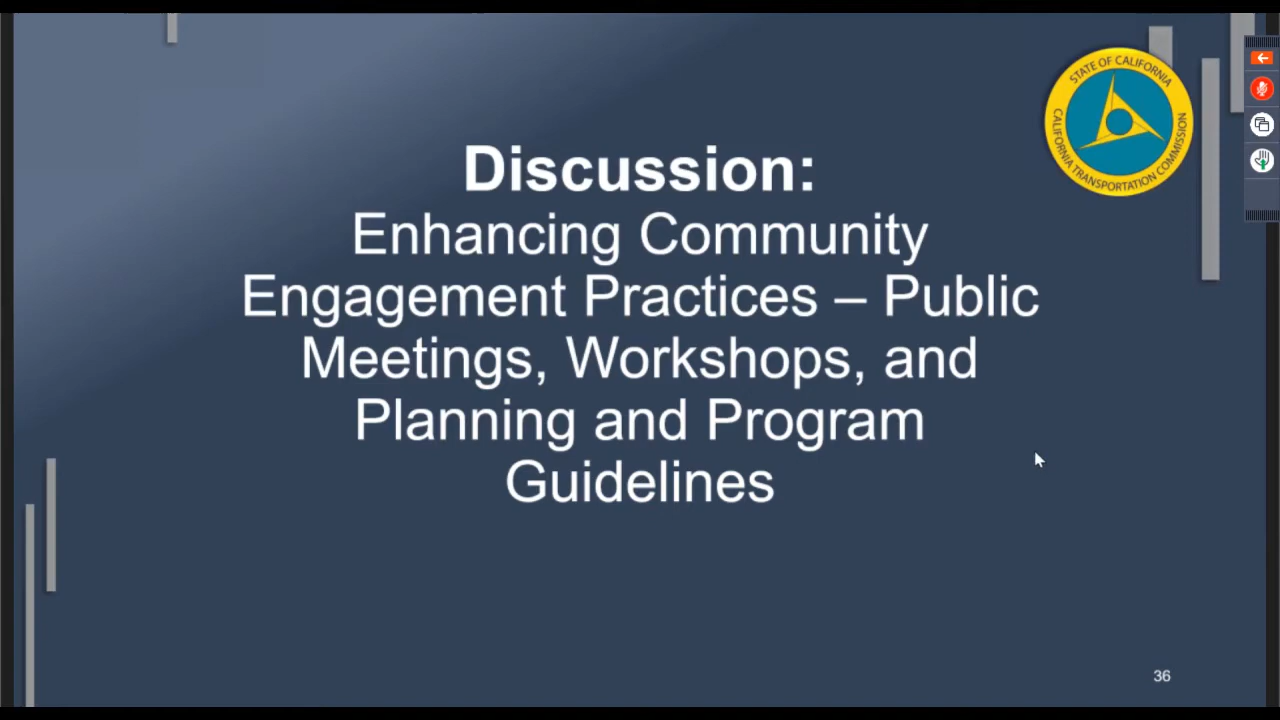 STATE OF CALIFORNIA
CALIFORNIA TRANSPORTATION COMMISSION
Discussion:
Enhancing Community
Engagement Practices – Public
Meetings, Workshops, and
Planning and Program
Guidelines
36